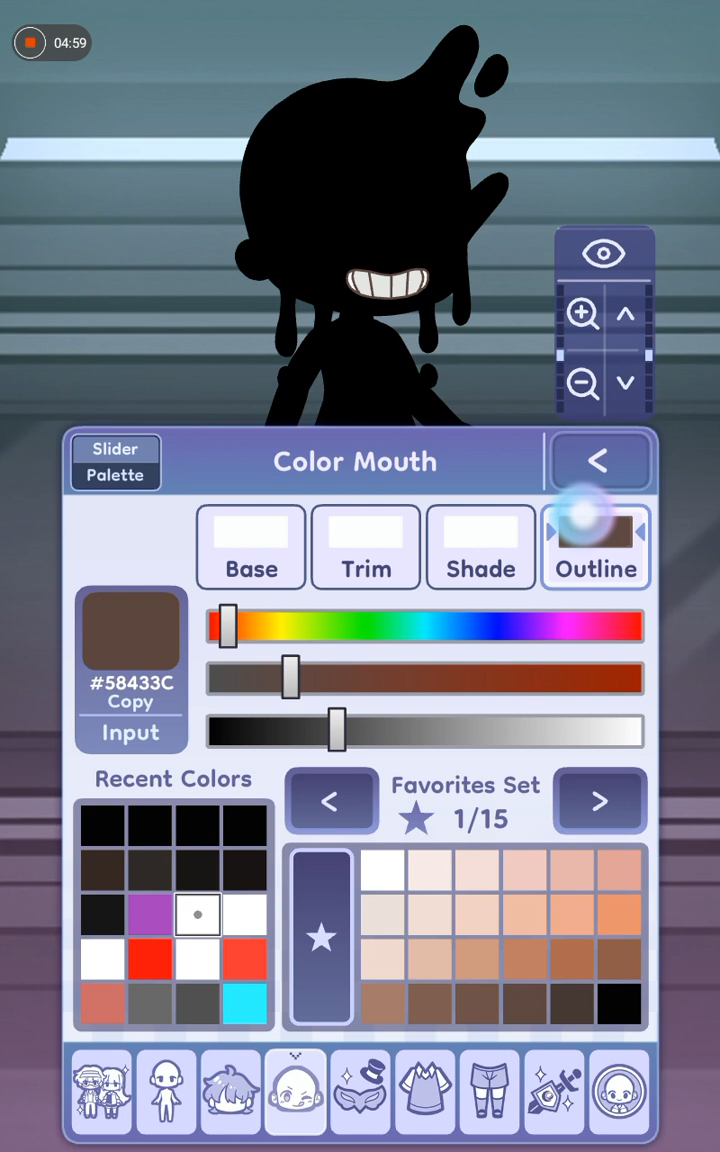 04:59
Slider
Palette
Color Mouth
Base
Trim
Shade
Outline
#58433C
Copy
Input
Recent Colors
Favorites Set
1/15